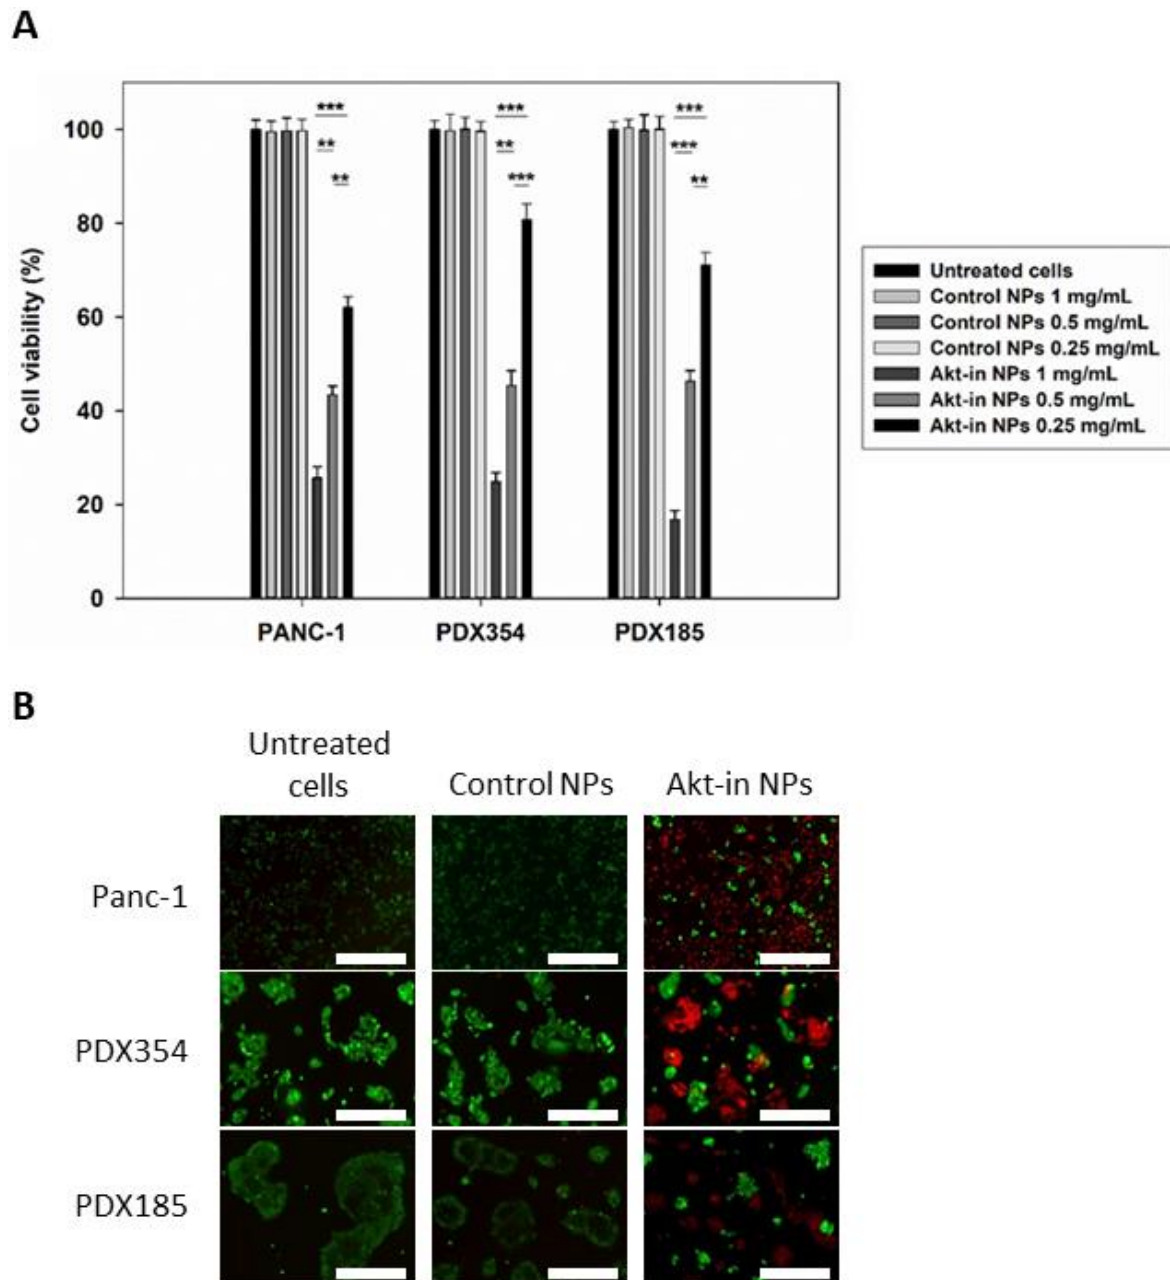 A
***
***
***
**
**
***
**
***
**
100
80
60
40
20
0
Cell viability (%)
PANC-1
PDX354
PDX185
Untreated cells
Control NPs 1 mg/mL
Control NPs 0.5 mg/mL
Control NPs 0.25 mg/mL
Akt-in NPs 1 mg/mL
Akt-in NPs 0.5 mg/mL
Akt-in NPs 0.25 mg/mL
B
Untreated
cells
Control NPs
Akt-in NPs
Panc-1
PDX354
PDX185